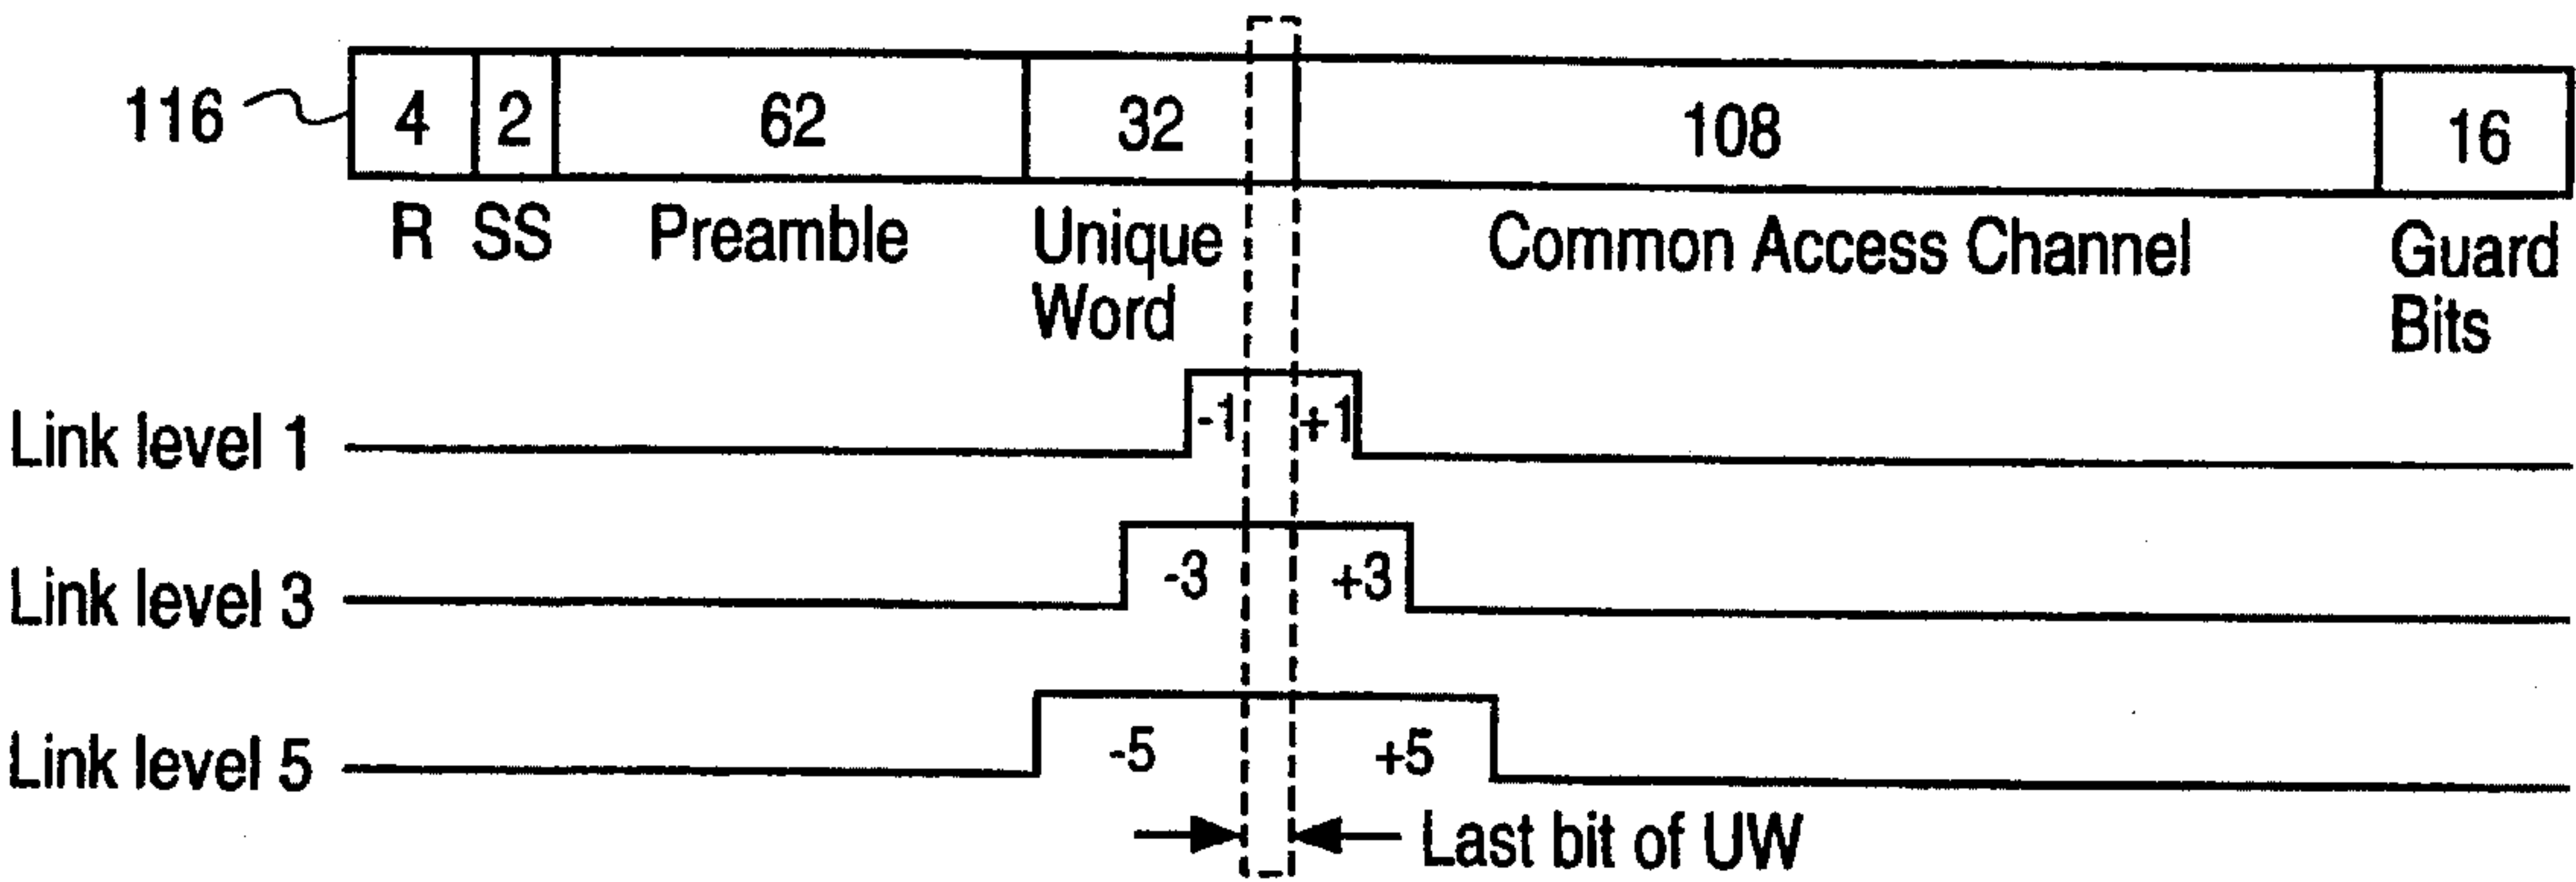 116 4 2 62 32 108 16
R SS Preamble Unique Word Common Access Channel Guard Bits
Link level 1 -1 +1
Link level 3 -3 +3
Link level 5 -5 +5
Last bit of UW